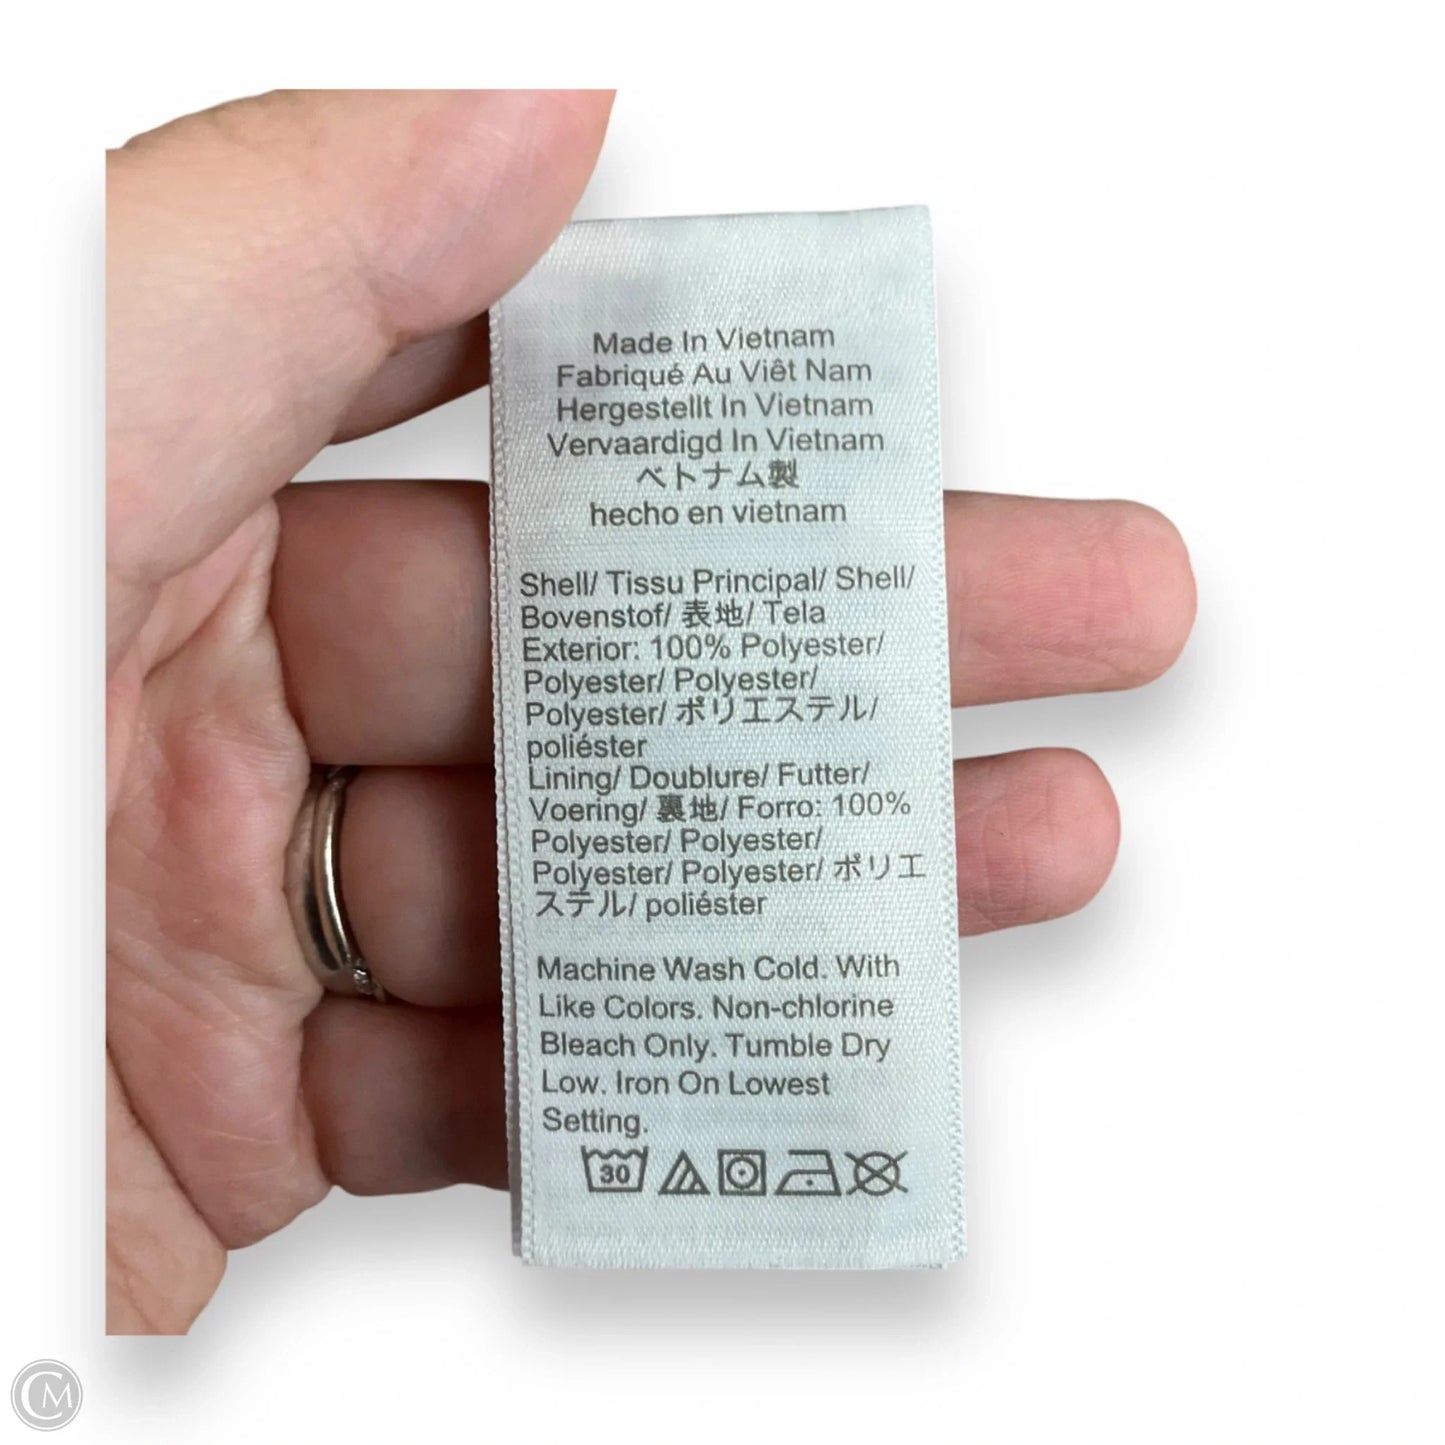 Made In Vietnam
Fabriqué Au Viêt Nam
Hergestellt In Vietnam
Vervaardigd In Vietnam
ベトナム製
hecho en vietnam
Shell/ Tissu Principal/ Shell/
Bovenstof/ 表地/ Tela
Exterior: 100% Polyester/
Polyester/ Polyester/
Polyester/ ポリエステル/
poliéster
Lining/ Doublure/ Futter/
Voering/ 裏地/ Forro: 100%
Polyester/ Polyester/
Polyester/ Polyester/ ポリエ
ステル/ poliéster
Machine Wash Cold. With
Like Colors. Non-chlorine
Bleach Only. Tumble Dry
Low. Iron On Lowest
Setting.
30
CM